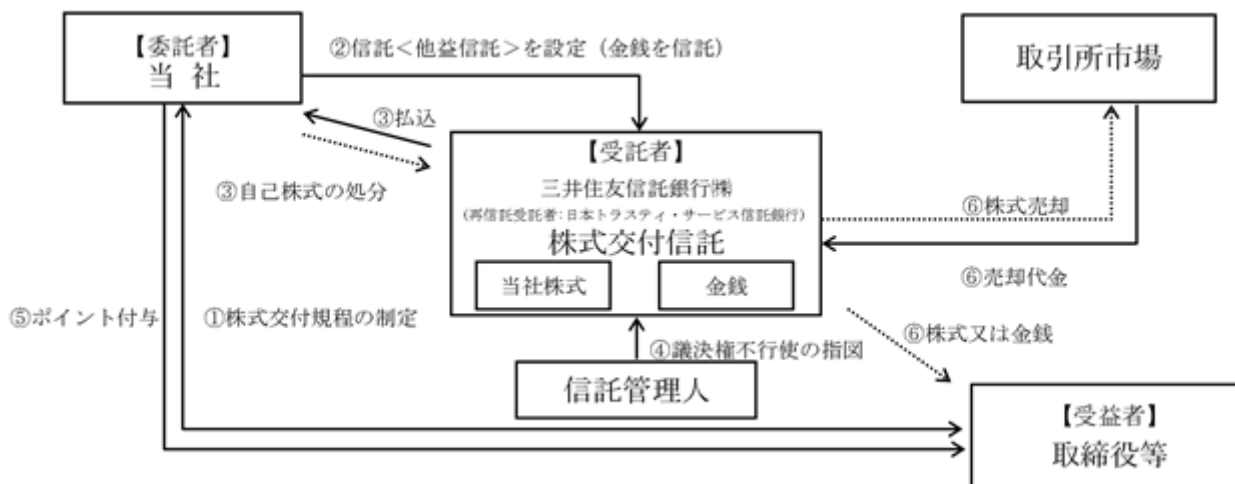 【委託者】
当 社
②信託<他益信託>を設定（金銭を信託）
取引所市場
③払込
③自己株式の処分
【受託者】
三井住友信託銀行㈱
(再信託受託者:日本トラスティ・サービス信託銀行)
株式交付信託
当社株式
金銭
⑥株式売却
⑥売却代金
⑤ポイント付与
①株式交付規程の制定
④議決権不行使の指図
⑥株式又は金銭
信託管理人
【受益者】
取締役等